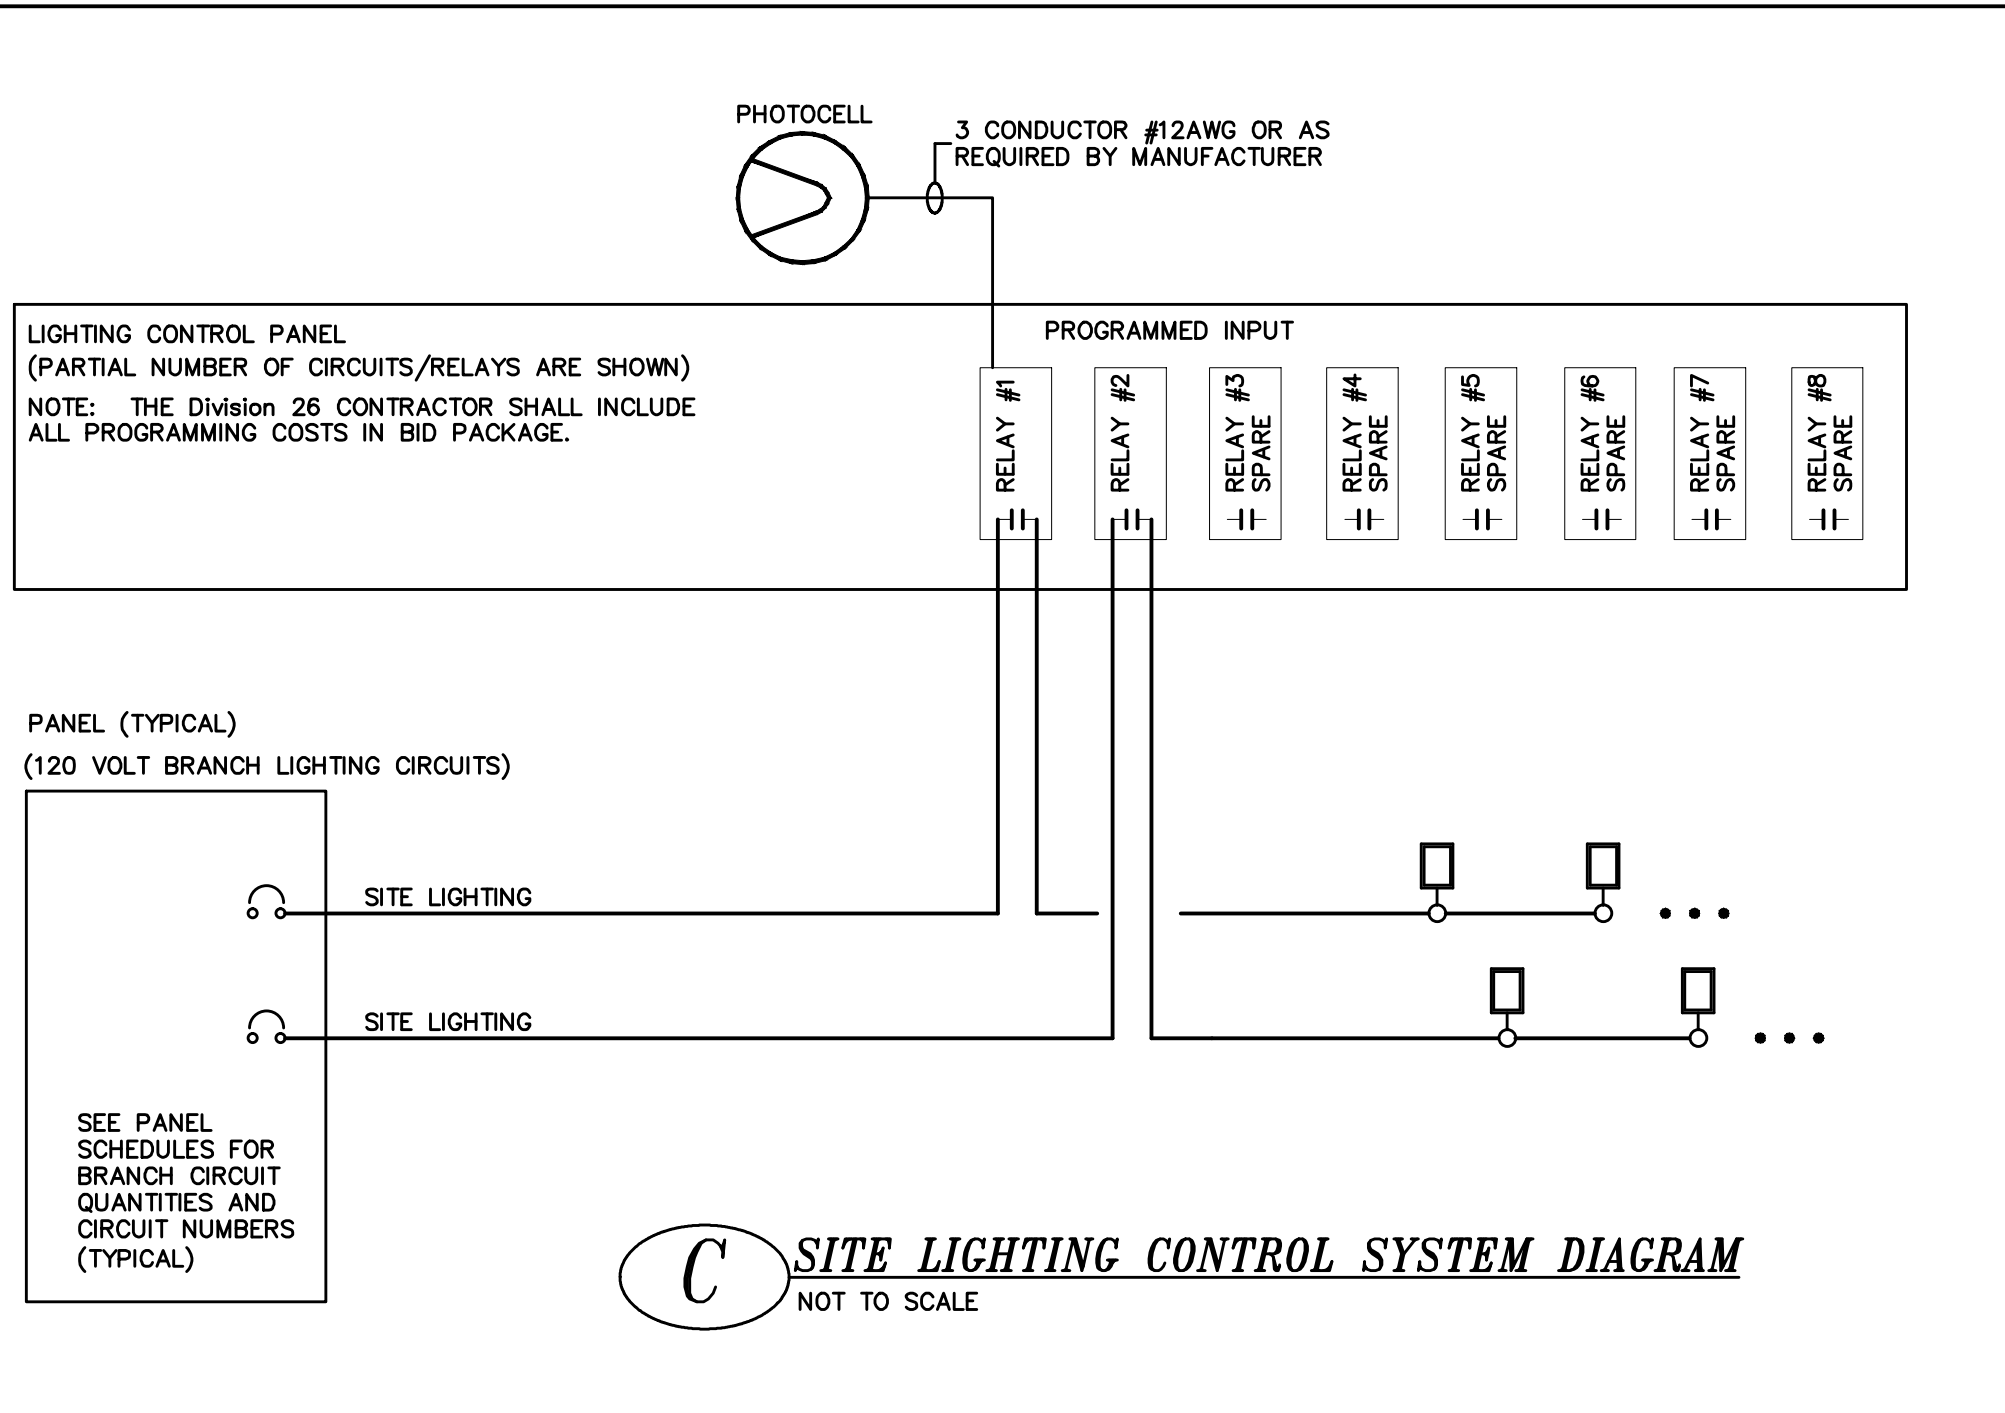 PHOTOCELL
3 CONDUCTOR #12AWG OR AS
REQUIRED BY MANUFACTURER
LIGHTING CONTROL PANEL
(PARTIAL NUMBER OF CIRCUITS/RELAYS ARE SHOWN)
NOTE: THE Division 26 CONTRACTOR SHALL INCLUDE
ALL PROGRAMMING COSTS IN BID PACKAGE.
PROGRAMMED INPUT
RELAY #1
RELAY #2
RELAY #3
SPARE
RELAY #4
SPARE
RELAY #5
SPARE
RELAY #6
SPARE
RELAY #7
SPARE
RELAY #8
SPARE
PANEL (TYPICAL)
(120 VOLT BRANCH LIGHTING CIRCUITS)
SITE LIGHTING
SITE LIGHTING
SEE PANEL
SCHEDULES FOR
BRANCH CIRCUIT
QUANTITIES AND
CIRCUIT NUMBERS
(TYPICAL)
C
SITE LIGHTING CONTROL SYSTEM DIAGRAM
NOT TO SCALE